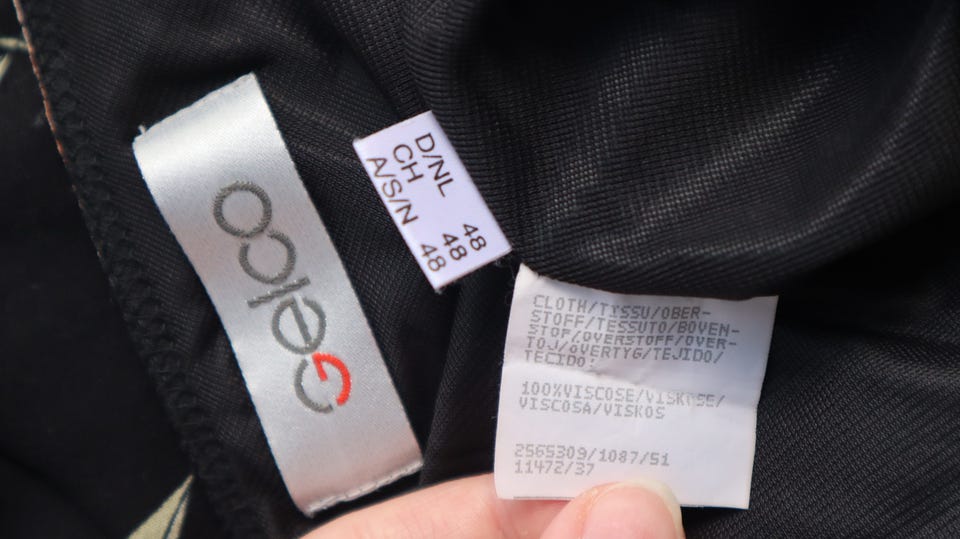 Gelco
D/NL 48
CH 48
A/S/N 48
CLOTH/TISSU/OBER-
STOFF/TESSUTO/BOVEN-
STOF/OVERSTOFF/OVER-
TOJ/OVERTYG/TEJIDO/
TECIDO:
100%VISCOSE/VISKOSE/
VISCOSA/VISKOS
2565309/1087/51
11472/37